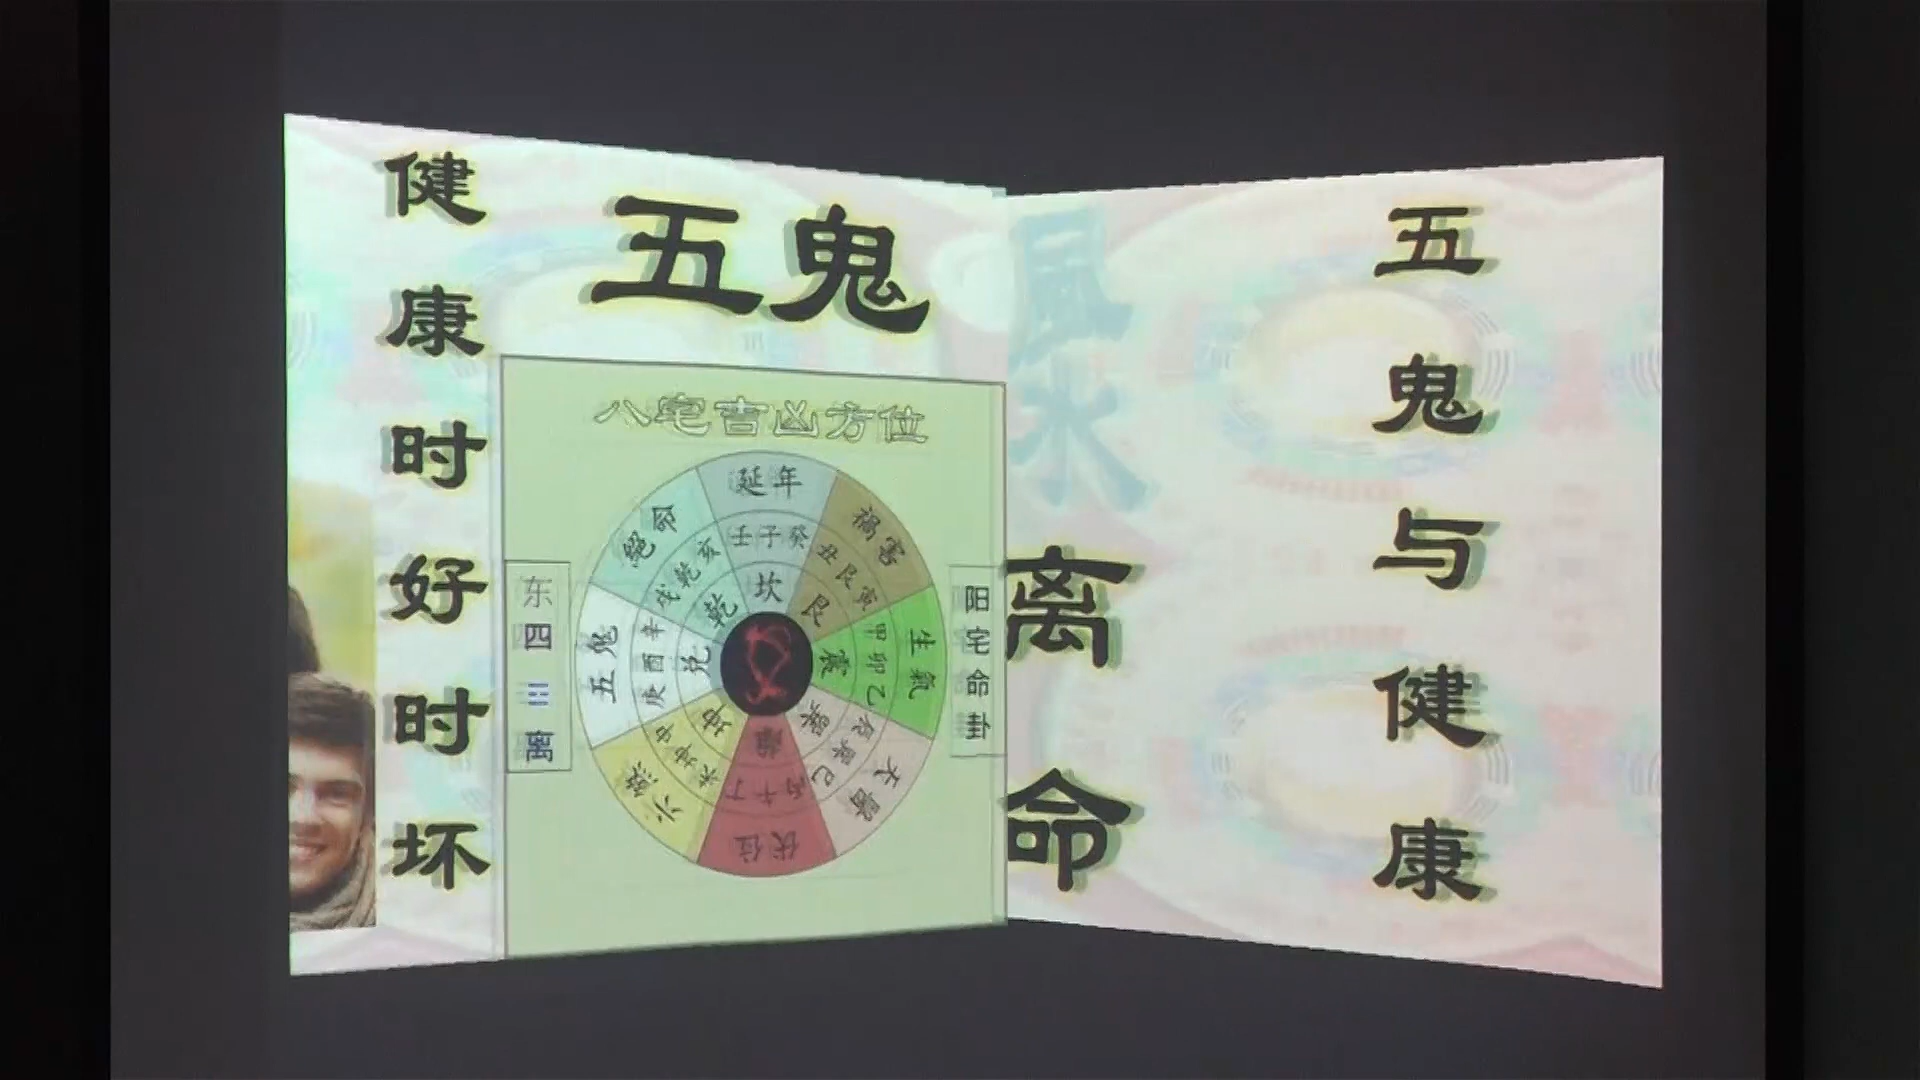 健康时好时坏
五鬼
八宅吉凶方位
延年
祸害
生氣
天醫
伏位
六煞
五鬼
絕命
壬子癸
丑艮寅
甲卯乙
辰巽巳
丙午丁
未坤申
庚酉辛
戌乾亥
坎
艮
震
巽
離
坤
兑
乾
东四
☲
离
阳宅命卦
風水
离命
五鬼与健康